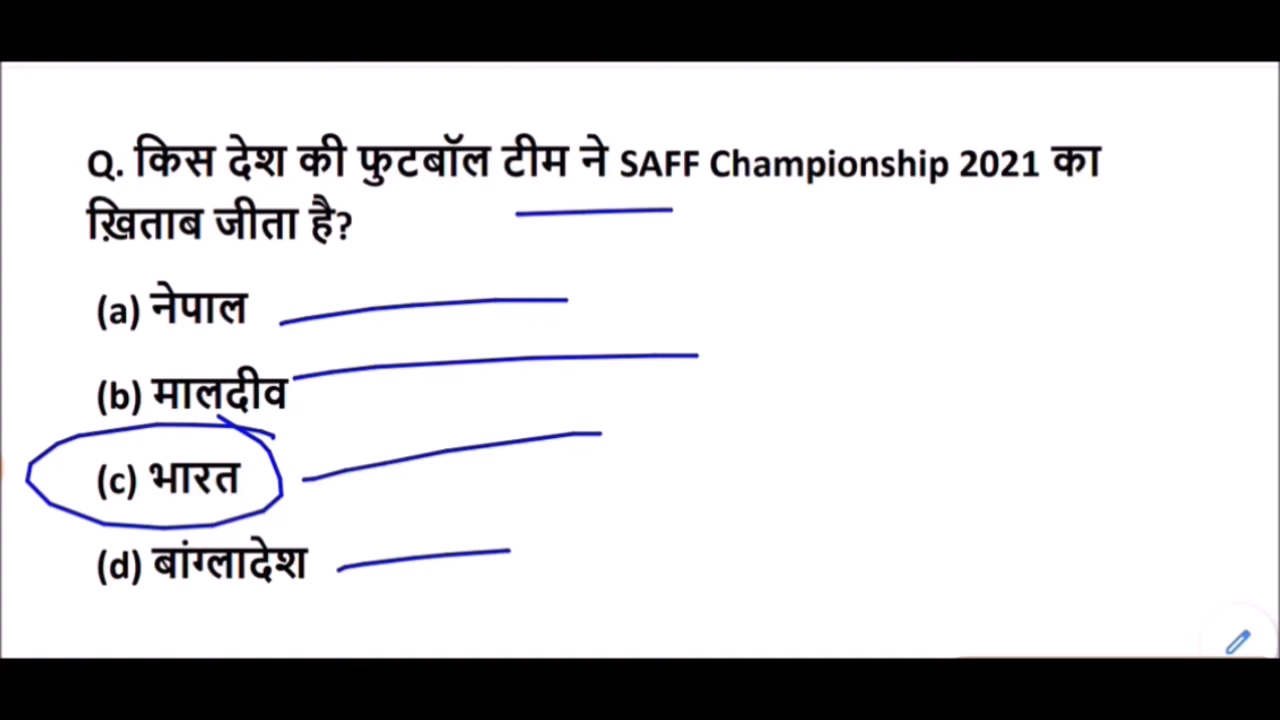 Q. किस देश की फुटबॉल टीम ने SAFF Championship 2021 का
ख़िताब जीता है?
(a) नेपाल
(b) मालदीव
(c) भारत
(d) बांग्लादेश